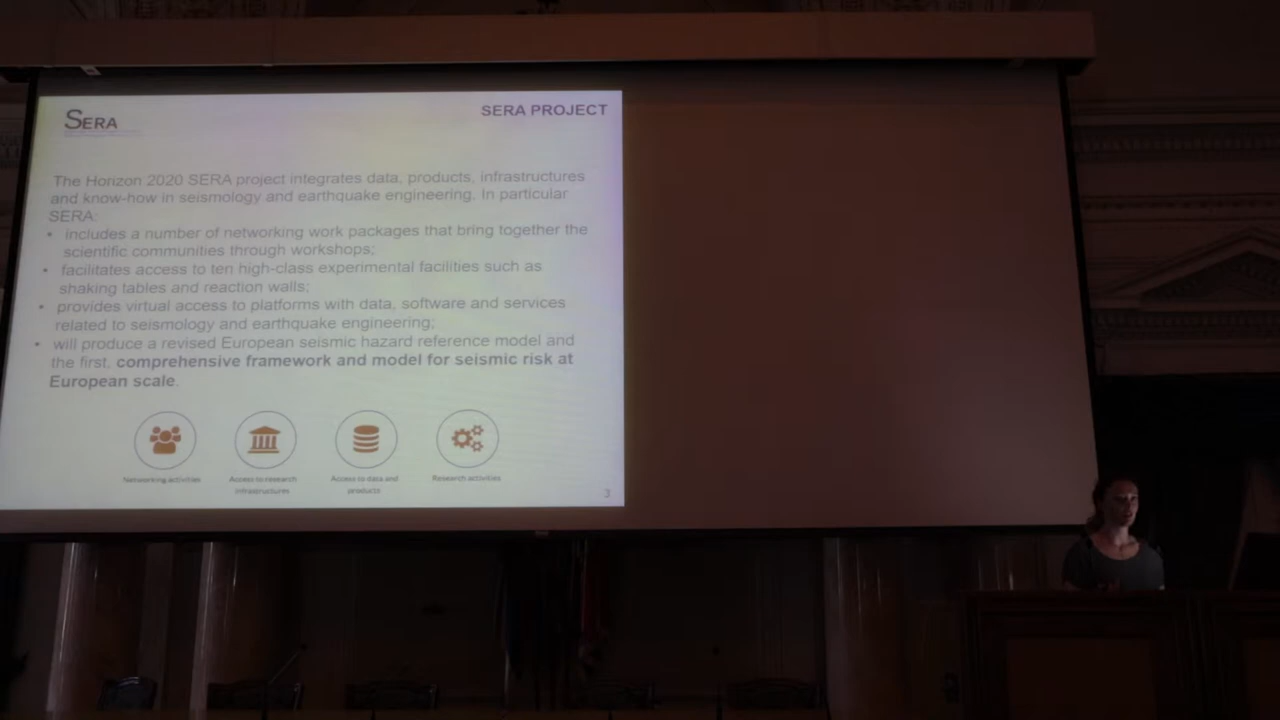 SERA
SERA PROJECT
The Horizon 2020 SERA project integrates data, products, infrastructures
and know-how in seismology and earthquake engineering. In particular
SERA:
• includes a number of networking work packages that bring together the
scientific communities through workshops;
• facilitates access to ten high-class experimental facilities such as
shaking tables and reaction walls;
• provides virtual access to platforms with data, software and services
related to seismology and earthquake engineering;
• will produce a revised European seismic hazard reference model and
the first, comprehensive framework and model for seismic risk at
European scale.
Networking activities
Access to research
infrastructures
Access to data and
products
Research activities
3